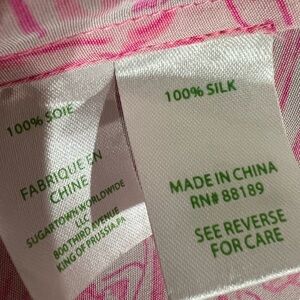 100% SOIE
FABRIQUE EN
CHINE
SUGARTOWN WORLDWIDE
LLC
800 THIRD AVENUE
KING OF PRUSSIA,PA
100% SILK
MADE IN CHINA
RN# 88189
SEE REVERSE
FOR CARE